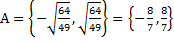 A = {−√(64/49), √(64/49)} = {−8/7, 8/7}